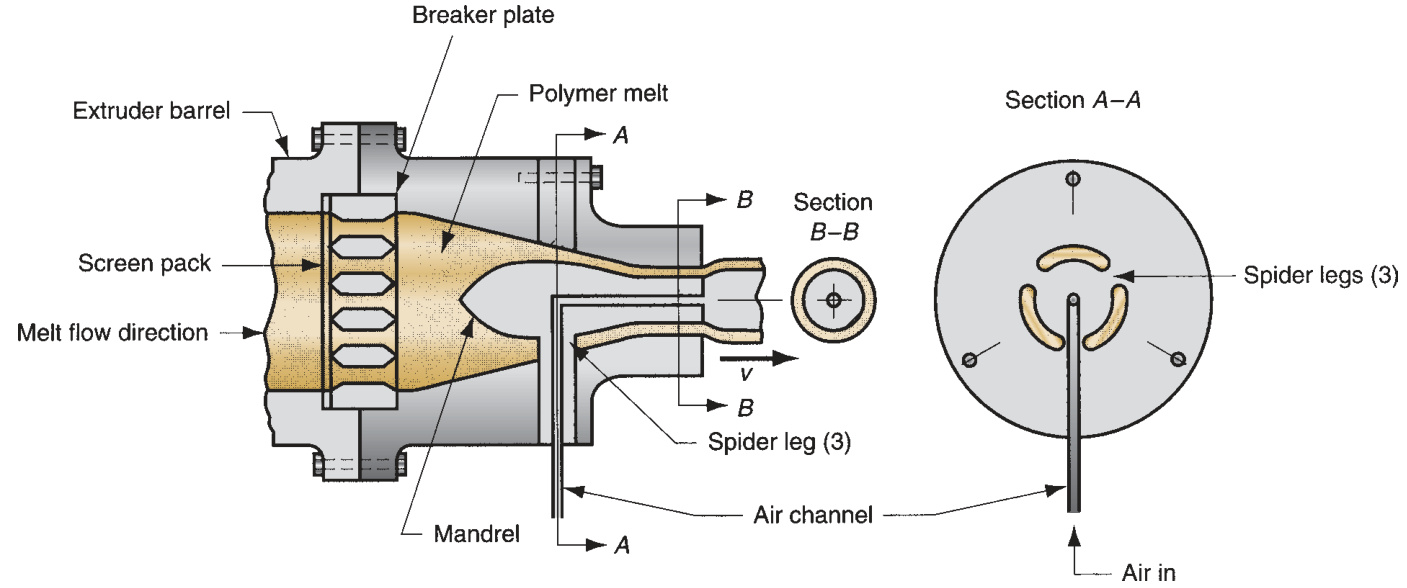 Breaker plate
Polymer melt
Extruder barrel
A
Section A–A
B
Section
B–B
Screen pack
Spider legs (3)
Melt flow direction
v
B
Spider leg (3)
Air channel
Mandrel
A
Air in